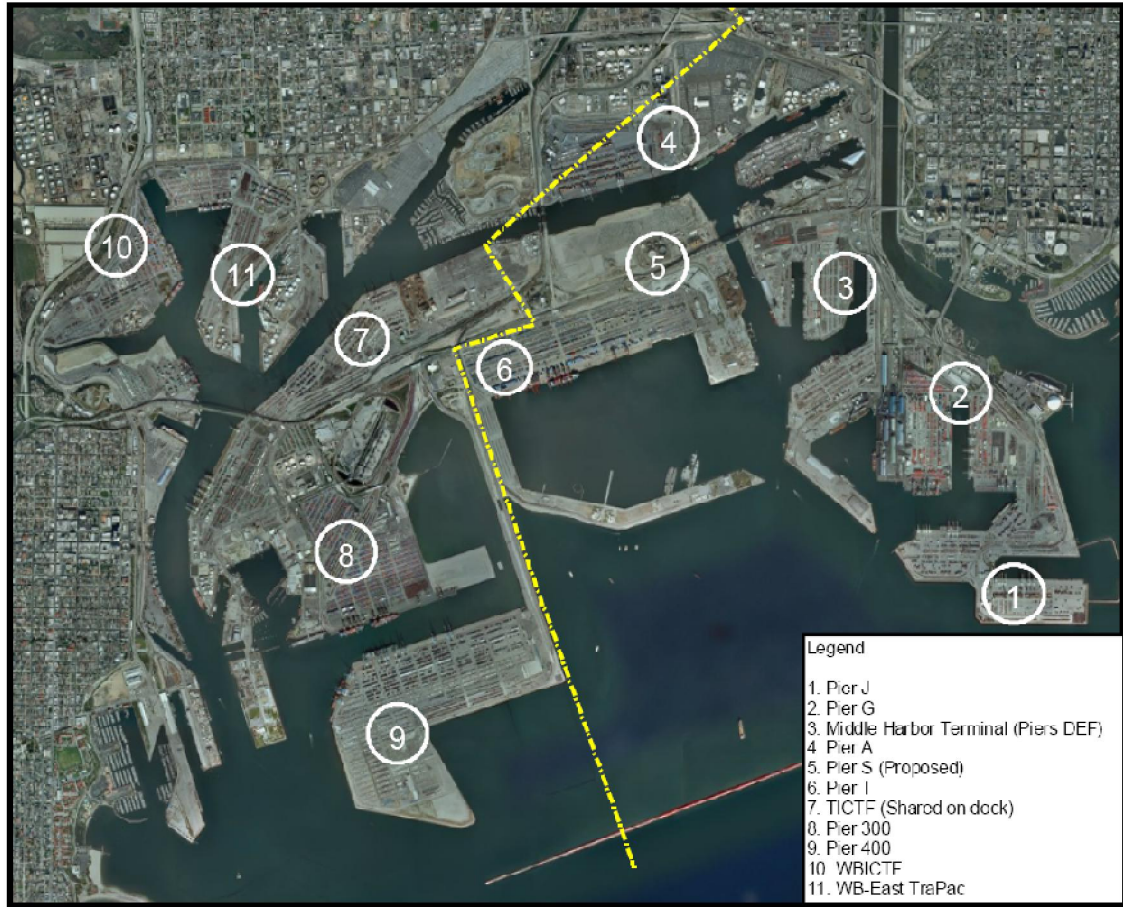 4
10
11
5
3
7
6
2
8
1
9
Legend
1. Pier J
2. Pier G
3. Middle Harbor Terminal (Piers DEF)
4 Pier A
5. Pier S (Proposed)
6. Pier T
7. TICTF (Shared on dock)
8. Pier 300
9. Pier 400
10 WBICTF
11. WB-East TraPac